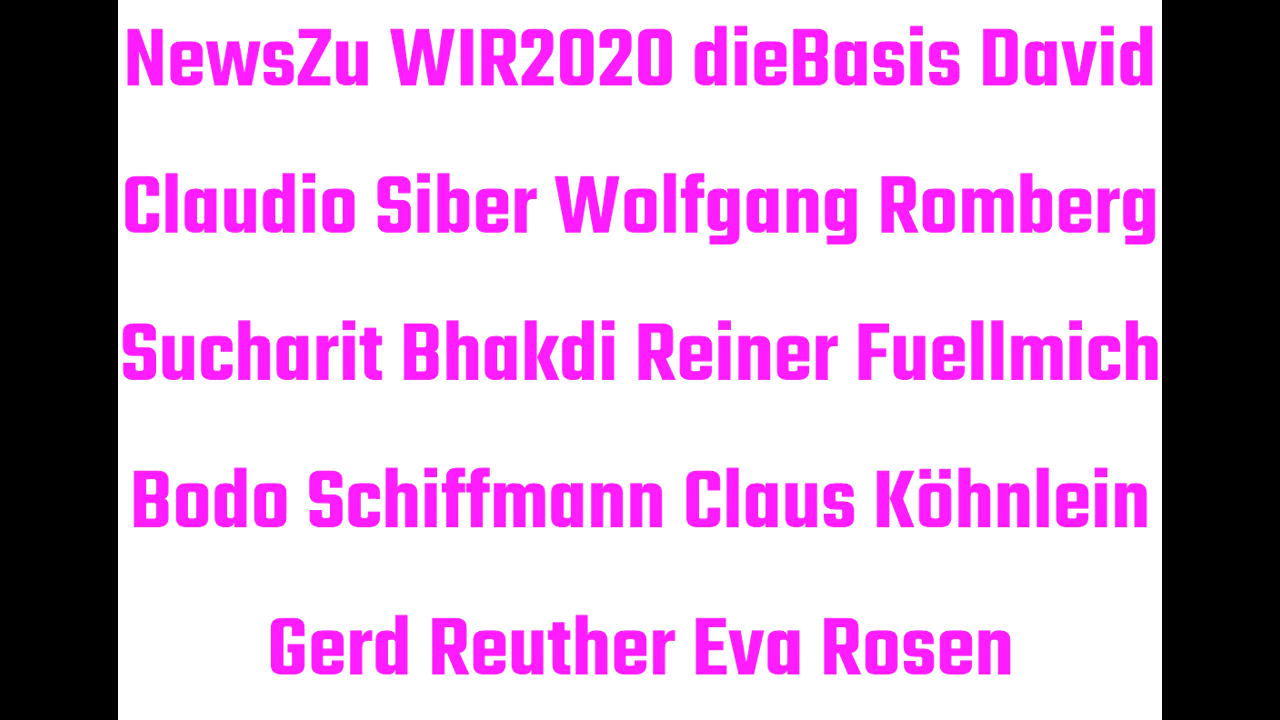 NewsZu WIR2020 dieBasis David
Claudio Siber Wolfgang Romberg
Sucharit Bhakdi Reiner Fuellmich
Bodo Schiffmann Claus Köhnlein
Gerd Reuther Eva Rosen